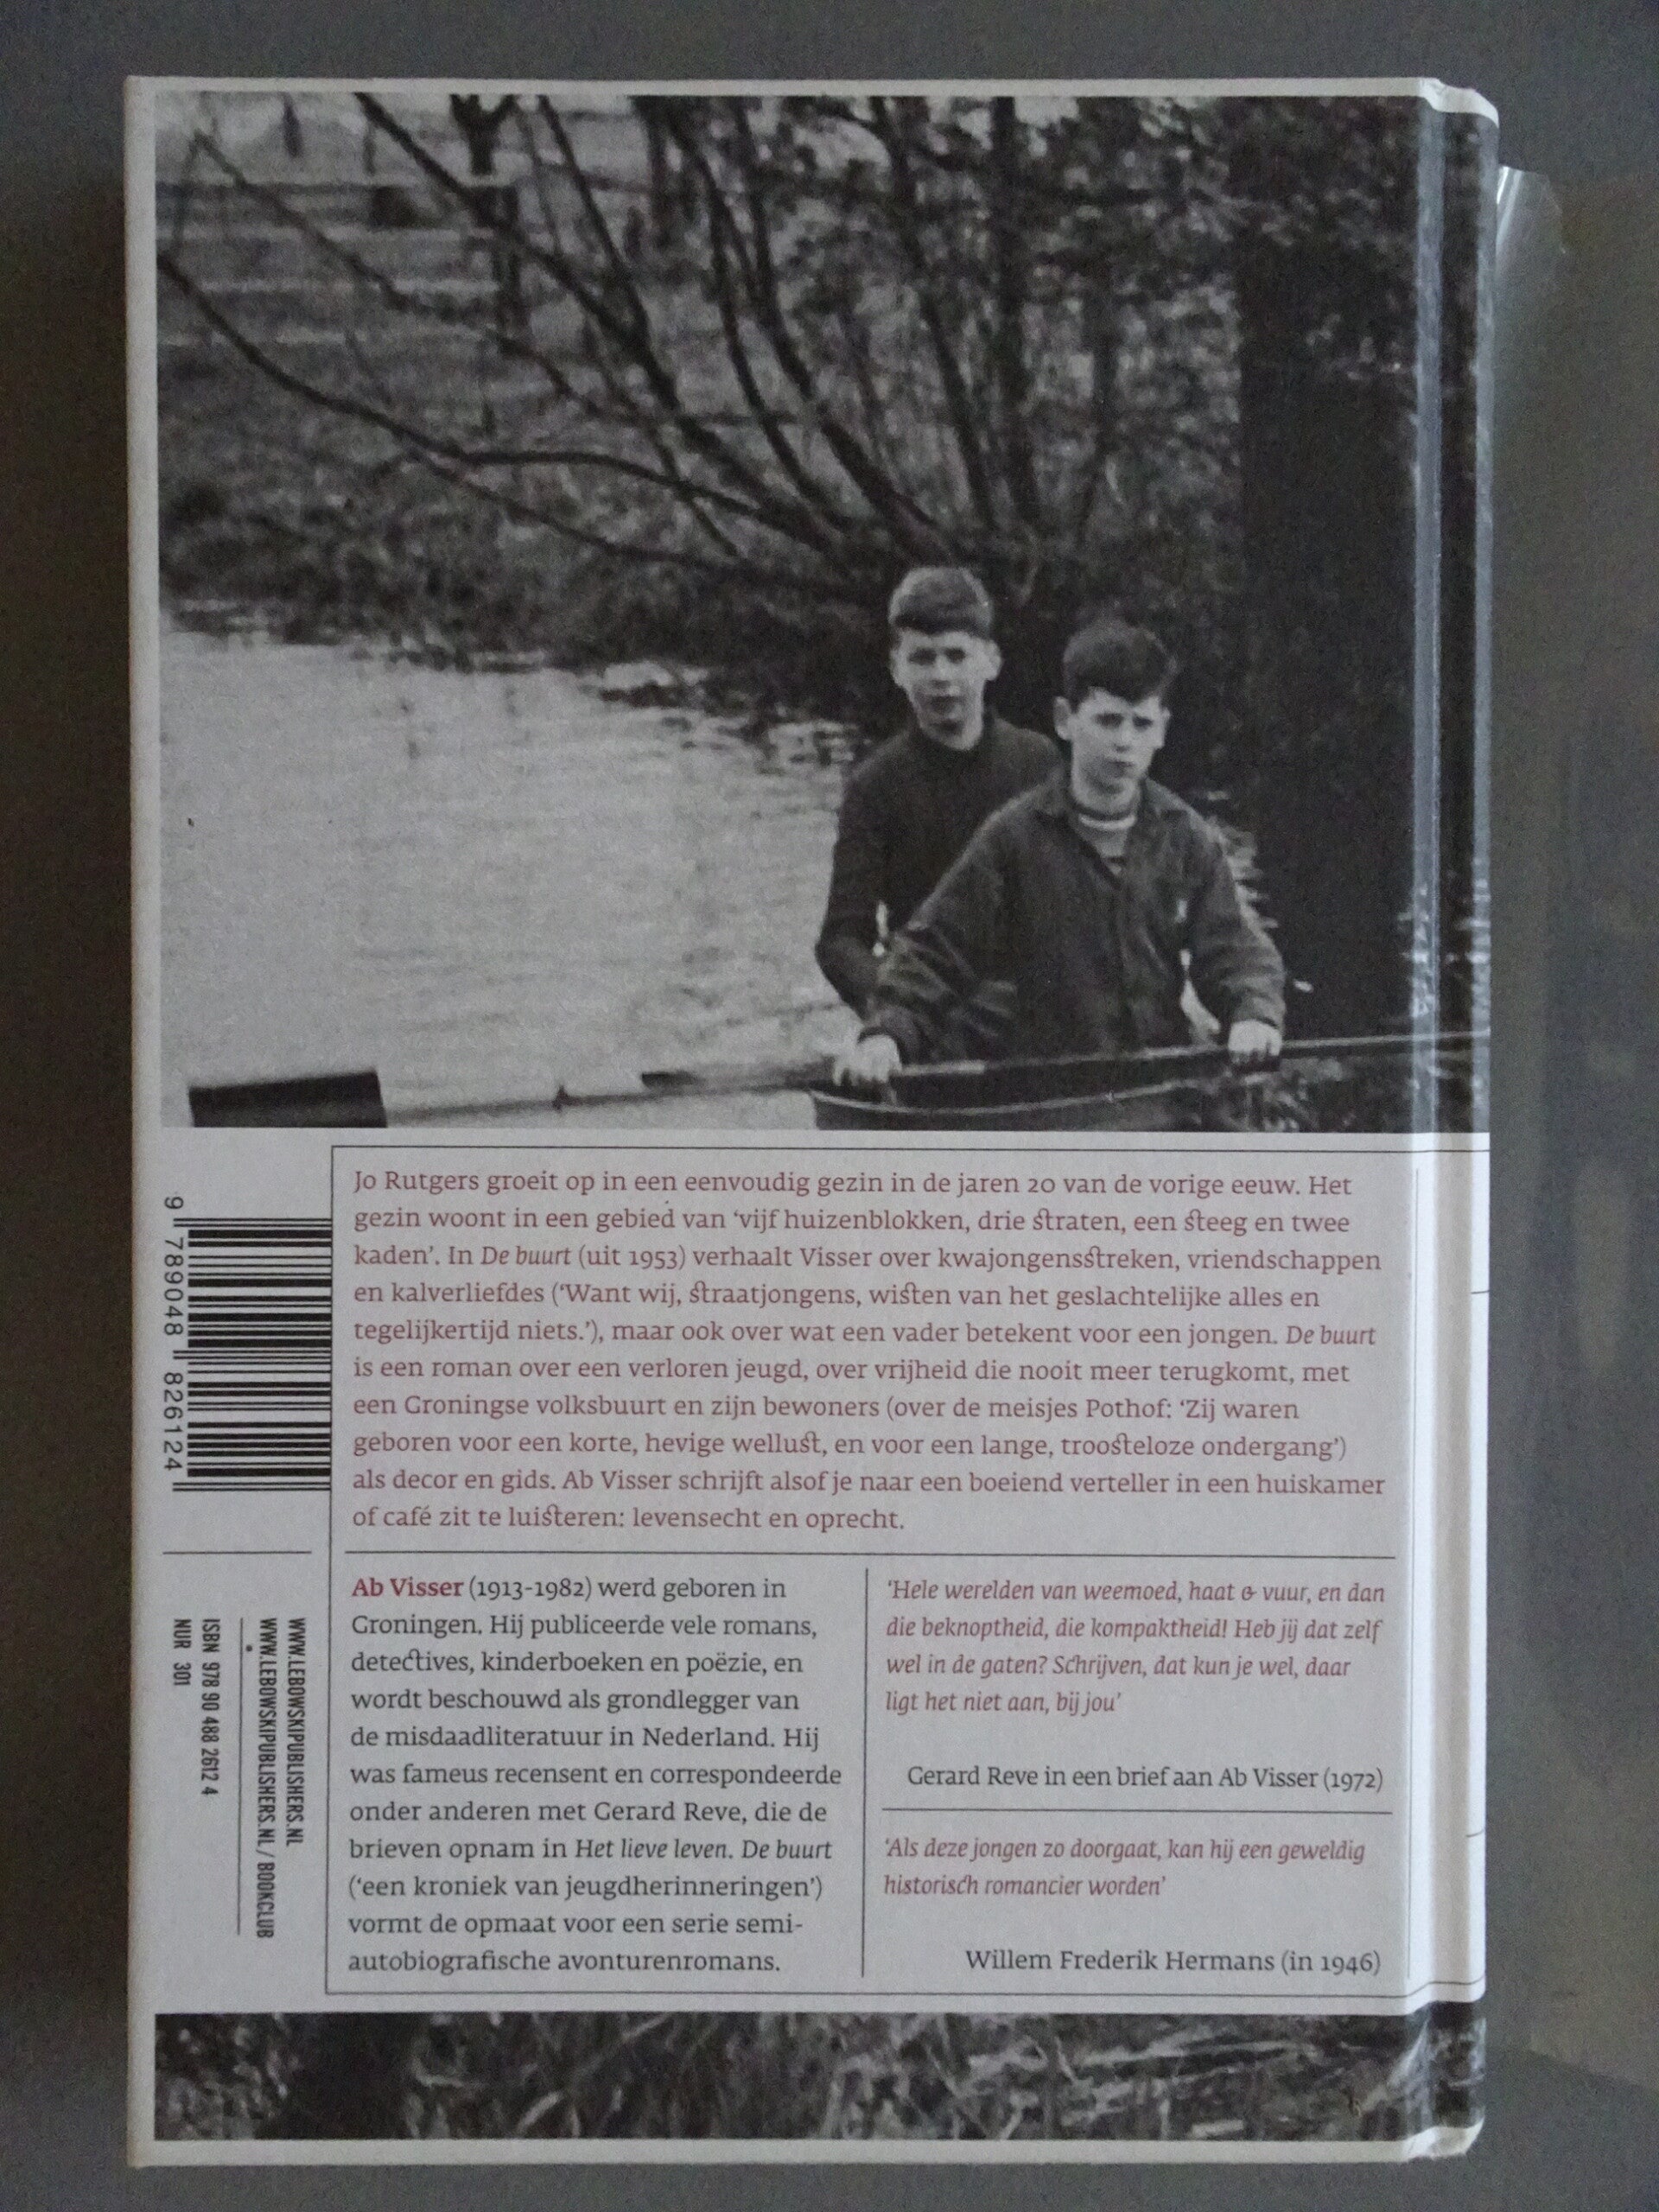 Jo Rutgers groeit op in een eenvoudig gezin in de jaren 20 van de vorige eeuw. Het
gezin woont in een gebied van ‘vijf huizenblokken, drie straten, een steeg en twee
kaden’. In De buurt (uit 1953) verhaalt Visser over kwajongensstreken, vriendschappen
en kalverliefdes (‘Want wij, straatjongens, wisten van het geslachtelijke alles en
tegelijkertijd niets.’), maar ook over wat een vader betekent voor een jongen. De buurt
is een roman over een verloren jeugd, over vrijheid die nooit meer terugkomt, met
een Groningse volksbuurt en zijn bewoners (over de meisjes Pothof: ‘Zij waren
geboren voor een korte, hevige wellust, en voor een lange, troosteloze ondergang’)
als decor en gids. Ab Visser schrijft alsof je naar een boeiend verteller in een huiskamer
of café zit te luisteren: levensecht en oprecht.
Ab Visser (1913-1982) werd geboren in
Groningen. Hij publiceerde vele romans,
detectives, kinderboeken en poëzie, en
wordt beschouwd als grondlegger van
de misdaadliteratuur in Nederland. Hij
was fameus recensent en correspondeerde
onder anderen met Gerard Reve, die de
brieven opnam in Het lieve leven. De buurt
(‘een kroniek van jeugdherinneringen’)
vormt de opmaat voor een serie semi-
autobiografische avonturenromans.
‘Hele werelden van weemoed, haat & vuur, en dan
die beknoptheid, die kompaktheid! Heb jij dat zelf
wel in de gaten? Schrijven, dat kun je wel, daar
ligt het niet aan, bij jou’
Gerard Reve in een brief aan Ab Visser (1972)
‘Als deze jongen zo doorgaat, kan hij een geweldig
historisch romancier worden’
Willem Frederik Hermans (in 1946)
9 789048 826124
WWW.LEBOWSKIPUBLISHERS.NL
WWW.LEBOWSKIPUBLISHERS.NL / BOOKCLUB
ISBN 978 90 488 2612 4
NUR 301